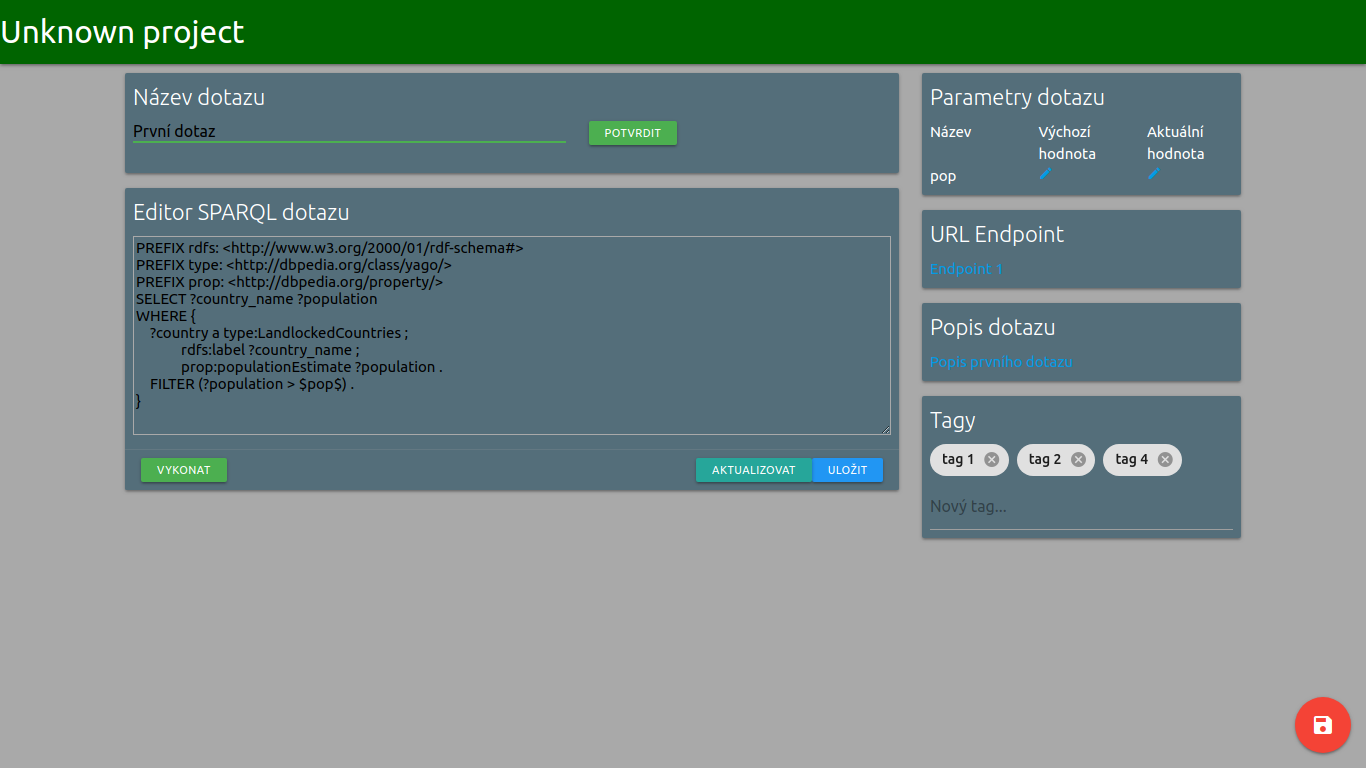 Unknown project
Název dotazu
První dotaz
POTVRDIT
Editor SPARQL dotazu
PREFIX rdfs: <http://www.w3.org/2000/01/rdf-schema#>
PREFIX type: <http://dbpedia.org/class/yago/>
PREFIX prop: <http://dbpedia.org/property/>
SELECT ?country_name ?population
WHERE {
    ?country a type:LandlockedCountries ;
             rdfs:label ?country_name ;
             prop:populationEstimate ?population .
    FILTER (?population > $pop$) .
}
VYKONAT
AKTUALIZOVAT
ULOŽIT
Parametry dotazu
Název
Výchozí
hodnota
Aktuální
hodnota
pop
URL Endpoint
Endpoint 1
Popis dotazu
Popis prvního dotazu
Tagy
tag 1
tag 2
tag 4
Nový tag...